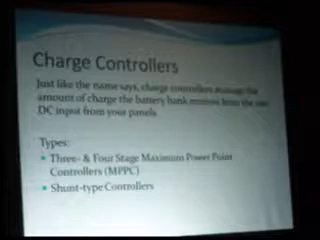 Charge Controllers
Just like the name says, charge controllers manage the
amount of charge the battery bank receives from the raw
DC input from your panels.
Types:
• Three- & Four Stage Maximum Power Point
Controllers (MPPC)
• Shunt-type Controllers